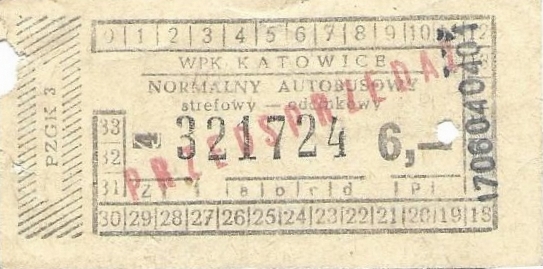 0 1 2 3 4 5 6 7 8 9 10 11 12
WPK KATOWICE
NORMALNY AUTOBUSOWY
strefowy — odcinkowy
4 321724 6,—
PRZEDSPRZEDAŻ
33
32
31
30 29 28 27 26 25 24 23 22 21 20 19 18
PZGK 3